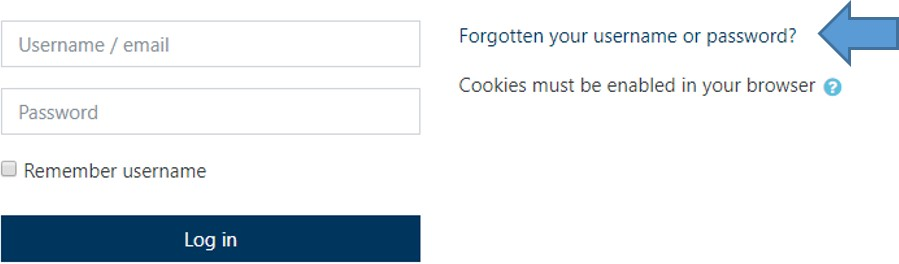 Username / email
Password
Remember username
Log in
Forgotten your username or password?
Cookies must be enabled in your browser ?